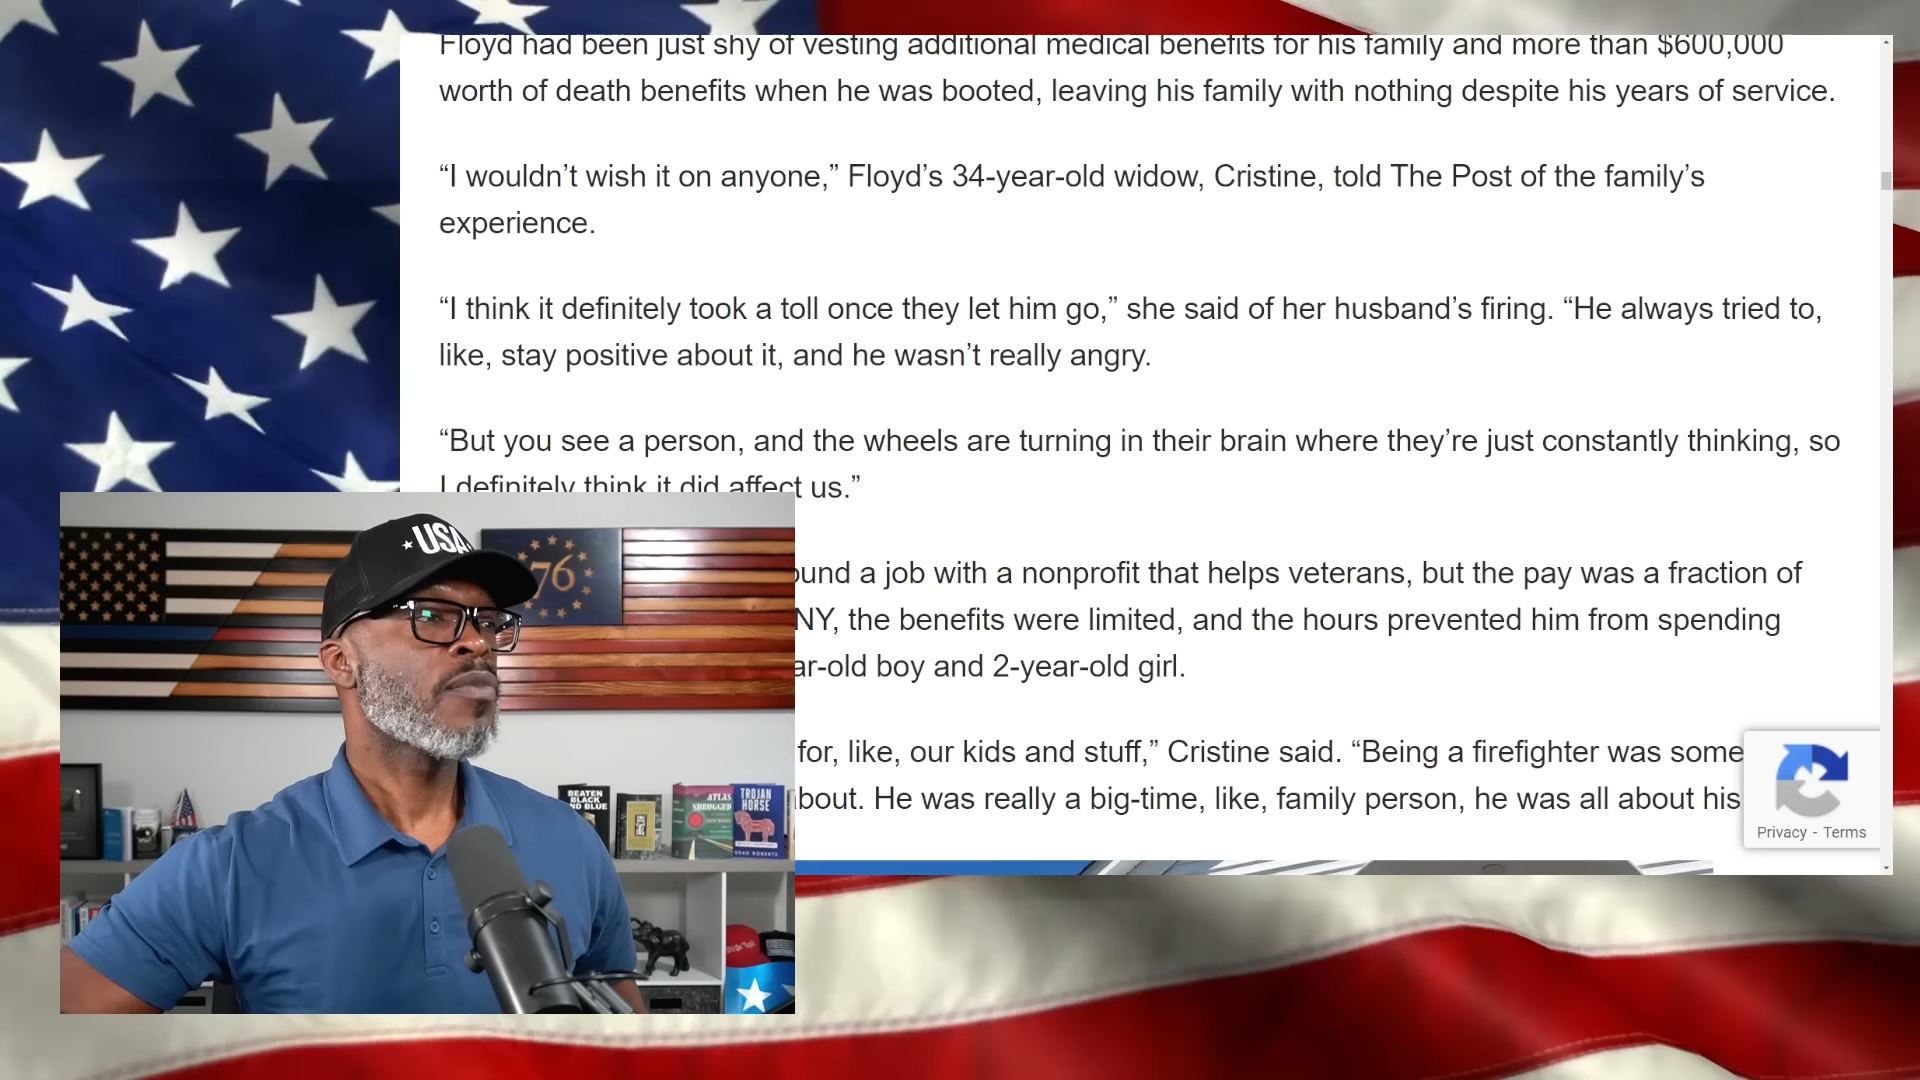 Floyd had been just shy of vesting additional medical benefits for his family and more than $600,000
worth of death benefits when he was booted, leaving his family with nothing despite his years of service.
“I wouldn’t wish it on anyone,” Floyd’s 34-year-old widow, Cristine, told The Post of the family’s
experience.
“I think it definitely took a toll once they let him go,” she said of her husband’s firing. “He always tried to,
like, stay positive about it, and he wasn’t really angry.
“But you see a person, and the wheels are turning in their brain where they’re just constantly thinking, so
I definitely think it did affect us.”
ound a job with a nonprofit that helps veterans, but the pay was a fraction of
NY, the benefits were limited, and the hours prevented him from spending
ar-old boy and 2-year-old girl.
for, like, our kids and stuff,” Cristine said. “Being a firefighter was some
bout. He was really a big-time, like, family person, he was all about his
Privacy - Terms
USA
76
BEATEN
BLACK
ND BLUE
ATLAS
SHRUGGED
TROJAN
HORSE
BRAD ROBERTS